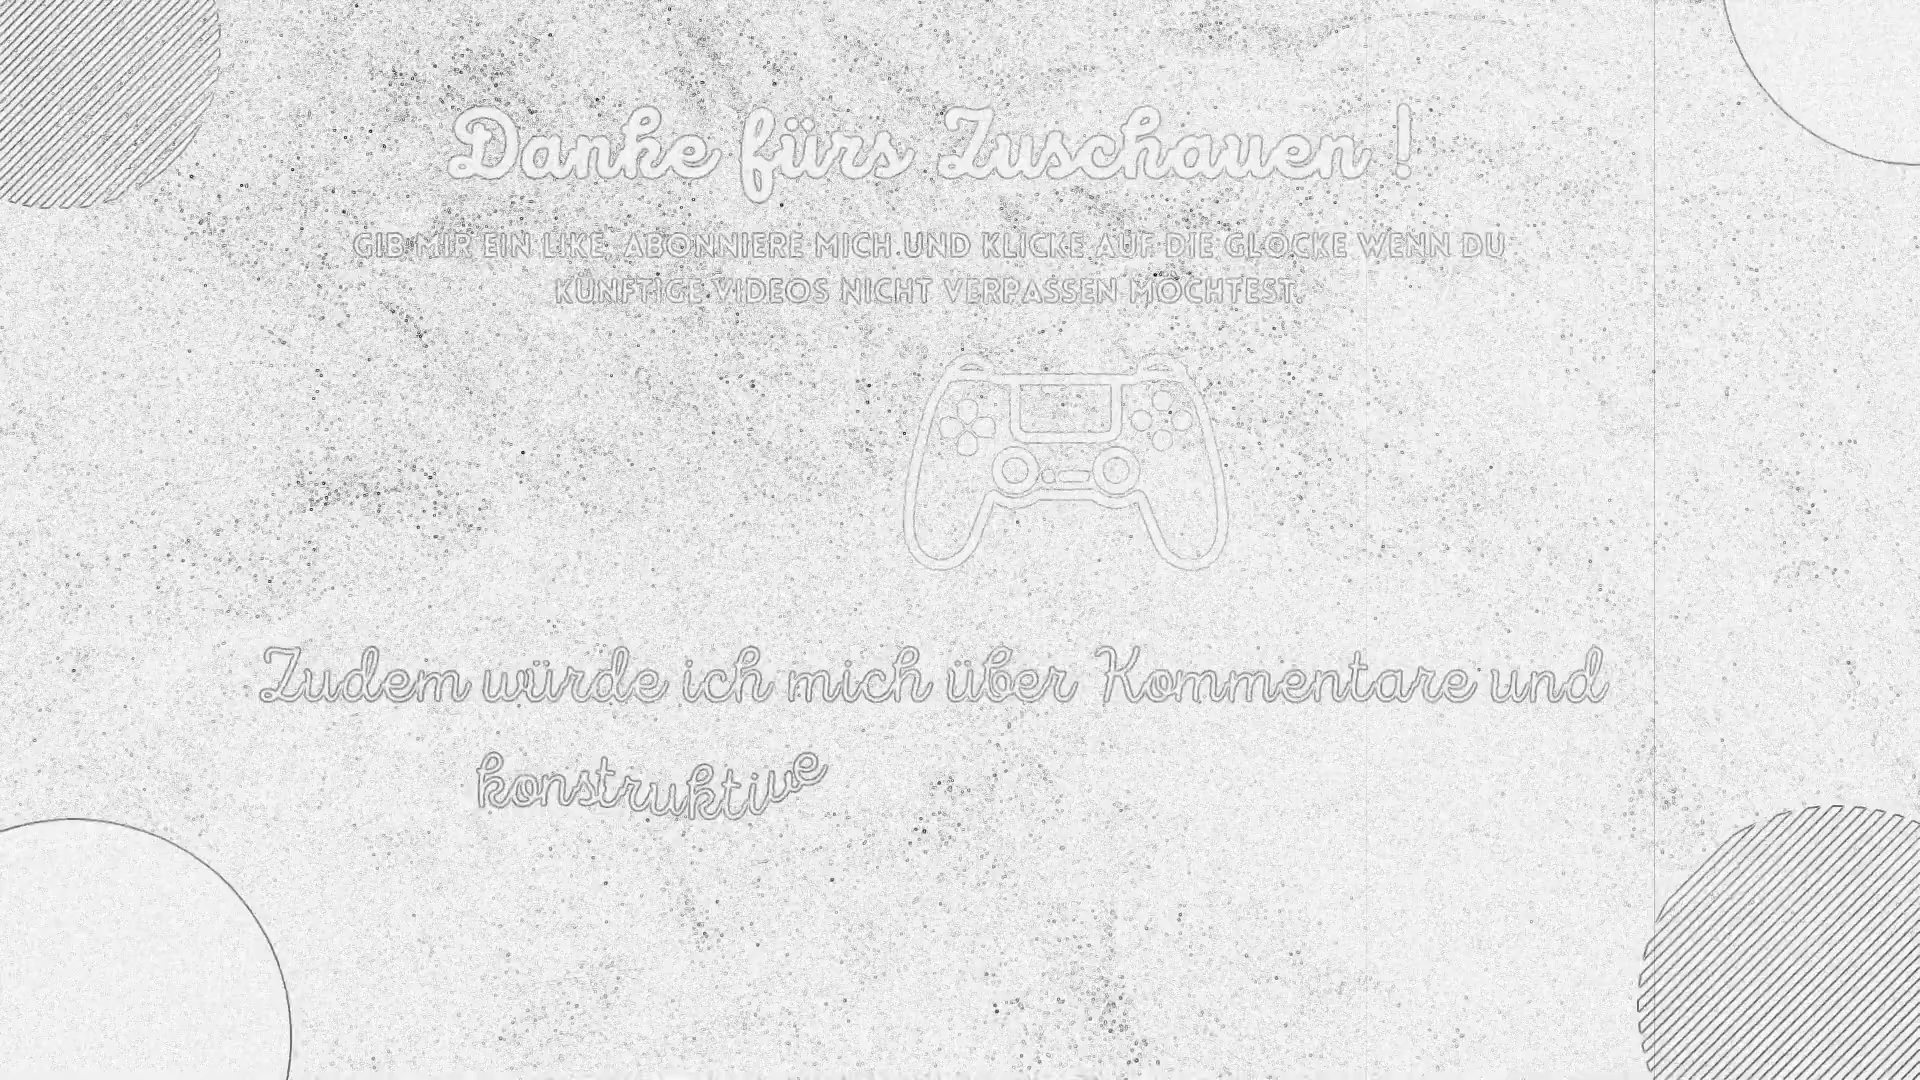 Danke fürs Zuschauen !
GIB MIR EIN LIKE, ABONNIERE MICH UND KLICKE AUF DIE GLOCKE WENN DU
KÜNFTIGE VIDEOS NICHT VERPASSEN MÖCHTEST.
Zudem würde ich mich über Kommentare und
konstruktive